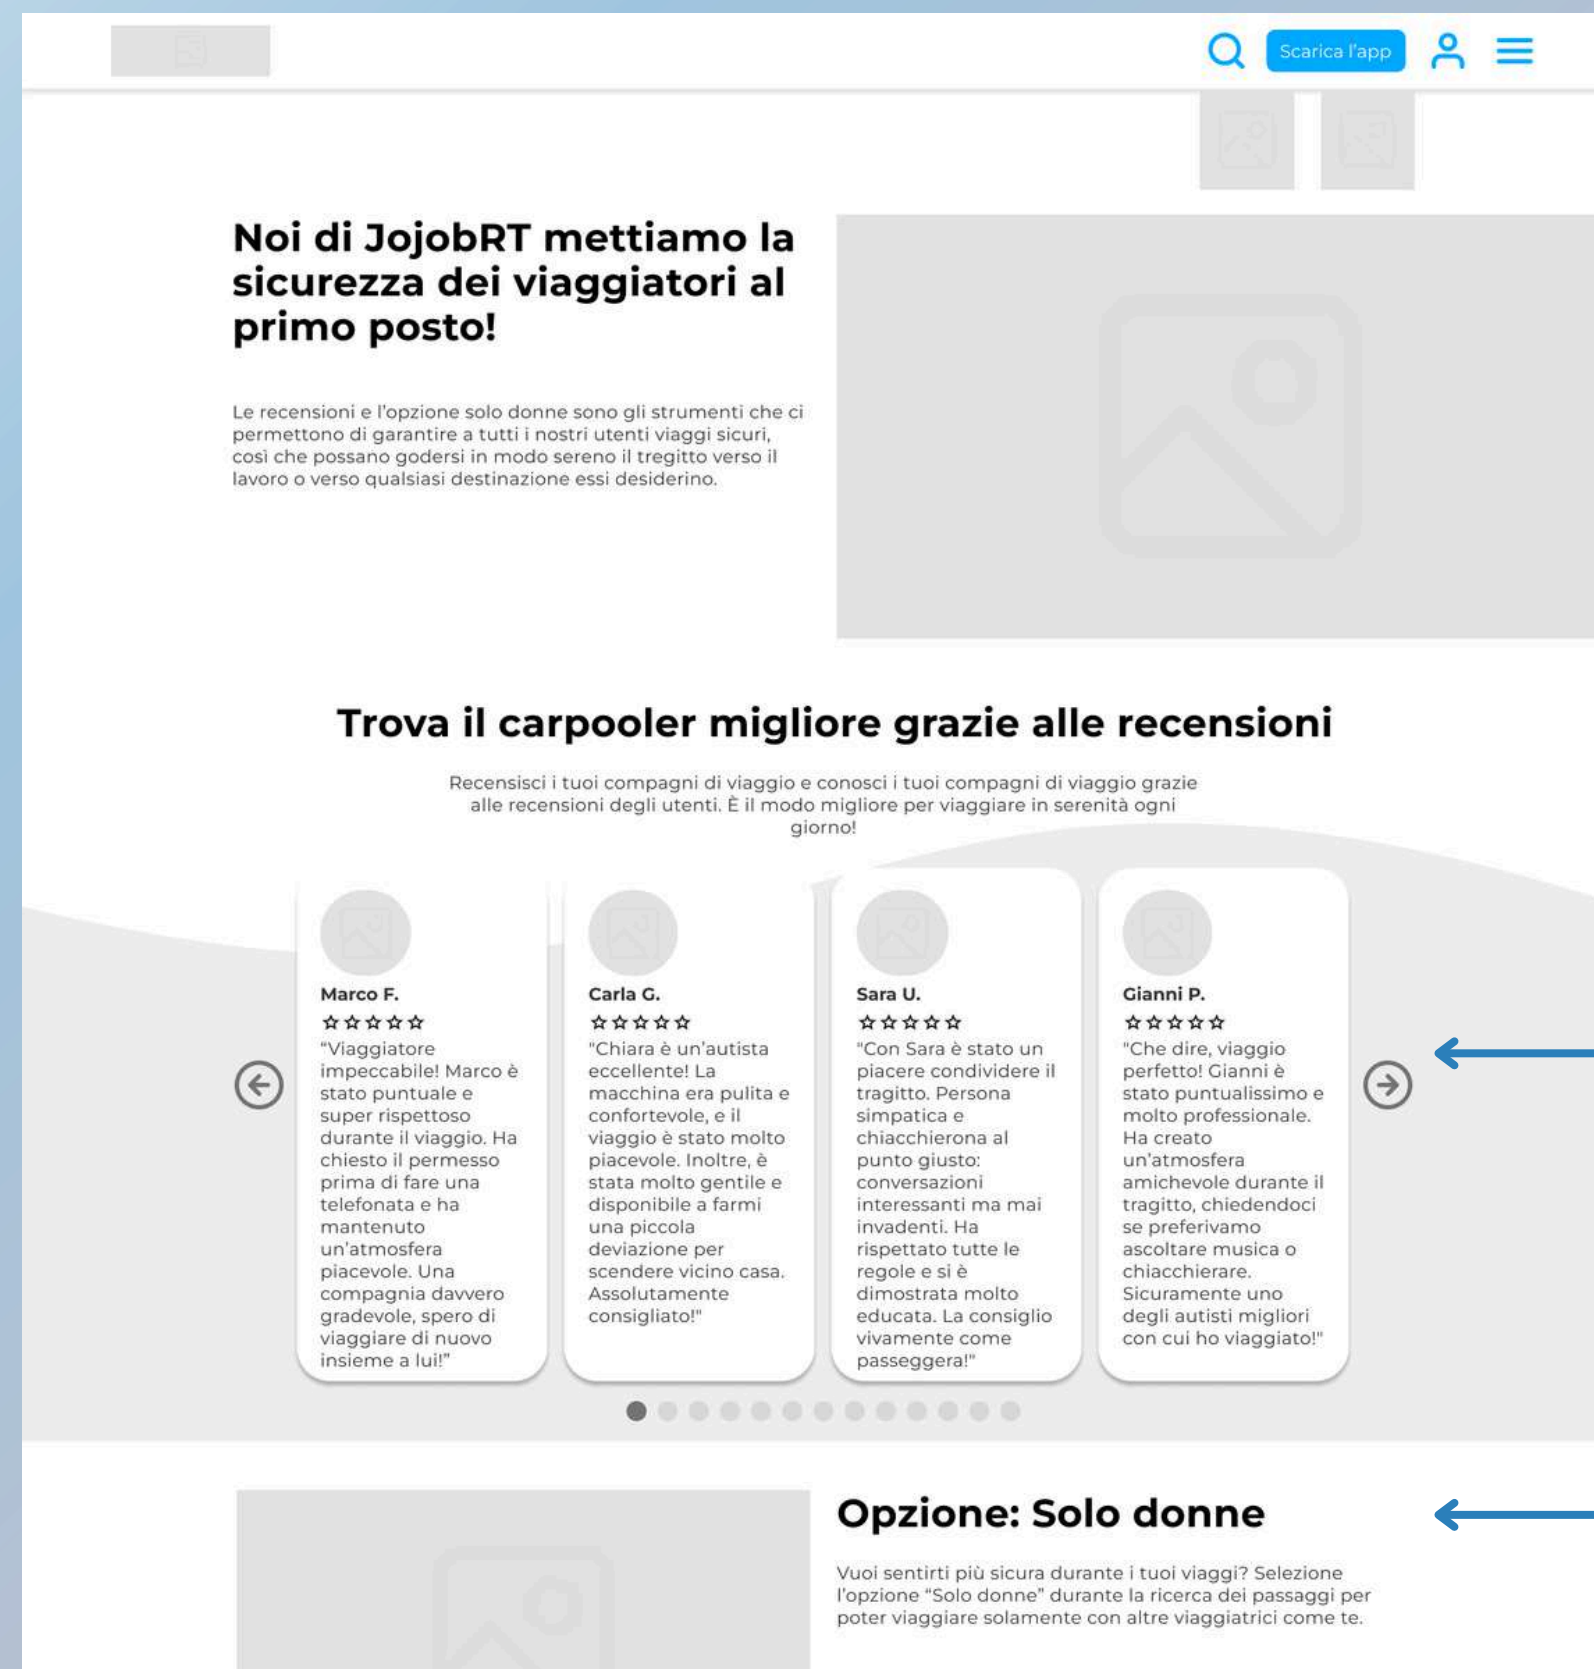 Scarica l'app
Noi di JojobRT mettiamo la
sicurezza dei viaggiatori al
primo posto!
Le recensioni e l'opzione solo donne sono gli strumenti che ci
permettono di garantire a tutti i nostri utenti viaggi sicuri,
così che possano godersi in modo sereno il tregitto verso il
lavoro o verso qualsiasi destinazione essi desiderino.
Trova il carpooler migliore grazie alle recensioni
Recensisci i tuoi compagni di viaggio e conosci i tuoi compagni di viaggio grazie
alle recensioni degli utenti. È il modo migliore per viaggiare in serenità ogni
giorno!
Marco F.
“Viaggiatore
impeccabile! Marco è
stato puntuale e
super rispettoso
durante il viaggio. Ha
chiesto il permesso
prima di fare una
telefonata e ha
mantenuto
un'atmosfera
piacevole. Una
compagnia davvero
gradevole, spero di
viaggiare di nuovo
insieme a lui!”
Carla G.
"Chiara è un'autista
eccellente! La
macchina era pulita e
confortevole, e il
viaggio è stato molto
piacevole. Inoltre, è
stata molto gentile e
disponibile a farmi
una piccola
deviazione per
scendere vicino casa.
Assolutamente
consigliato!"
Sara U.
"Con Sara è stato un
piacere condividere il
tragitto. Persona
simpatica e
chiacchierona al
punto giusto:
conversazioni
interessanti ma mai
invadenti. Ha
rispettato tutte le
regole e si è
dimostrata molto
educata. La consiglio
vivamente come
passeggera!"
Gianni P.
"Che dire, viaggio
perfetto! Gianni è
stato puntualissimo e
molto professionale.
Ha creato
un'atmosfera
amichevole durante il
tragitto, chiedendoci
se preferivamo
ascoltare musica o
chiacchierare.
Sicuramente uno
degli autisti migliori
con cui ho viaggiato!"
Opzione: Solo donne
Vuoi sentirti più sicura durante i tuoi viaggi? Selezione
l'opzione “Solo donne” durante la ricerca dei passaggi per
poter viaggiare solamente con altre viaggiatrici come te.